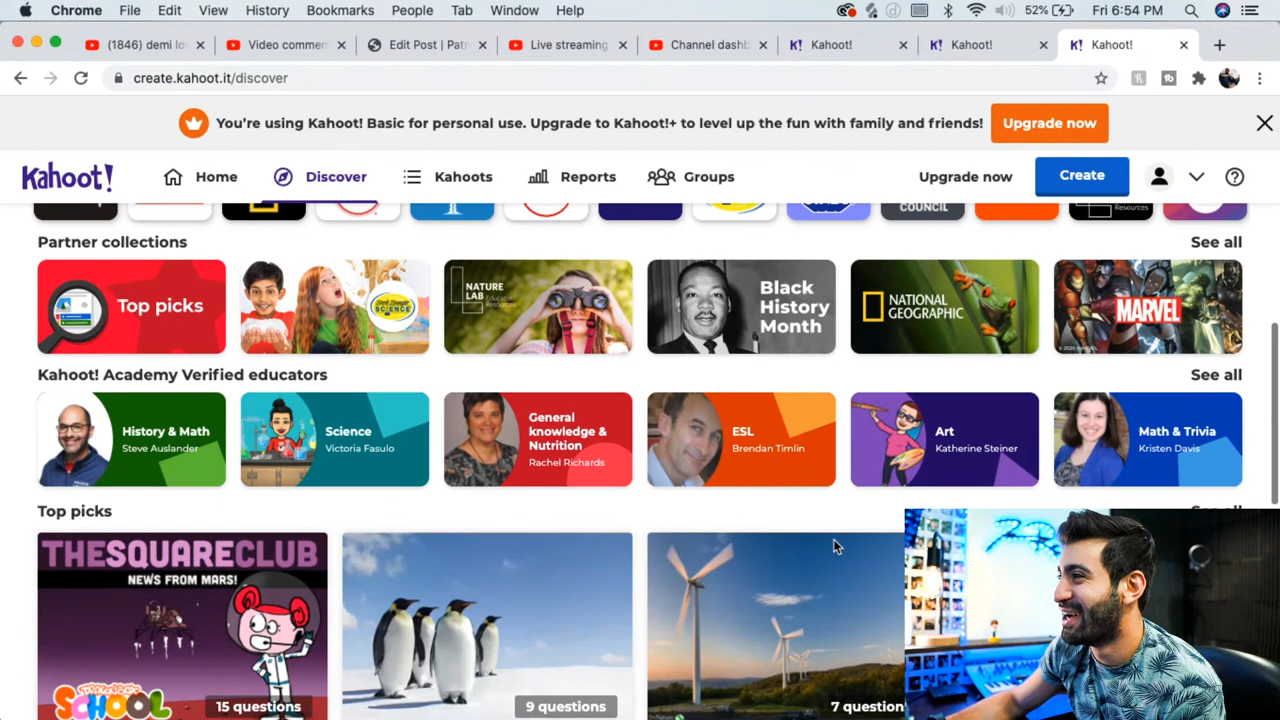 Chrome File Edit View History Bookmarks People Tab Window Help 52% Fri 6:54 PM
(1846) demi lo Video commen Edit Post | Pat Live streaming Channel dashb Kahoot! Kahoot! Kahoot!
create.kahoot.it/discover
You're using Kahoot! Basic for personal use. Upgrade to Kahoot!+ to level up the fun with family and friends! Upgrade now
Kahoot! Home Discover Kahoots Reports Groups Upgrade now Create
COUNCIL Resources
Partner collections See all
Top picks
SCIENCE
NATURE LAB
Black History Month
NATIONAL GEOGRAPHIC
MARVEL
Kahoot! Academy Verified educators See all
History & Math
Steve Auslander
Science
Victoria Fasulo
General knowledge & Nutrition
Rachel Richards
ESL
Brendan Timlin
Art
Katherine Steiner
Math & Trivia
Kristen Davis
Top picks
THESQUARECLUB
NEWS FROM MARS!
SCHOOL
15 questions
9 questions
7 question